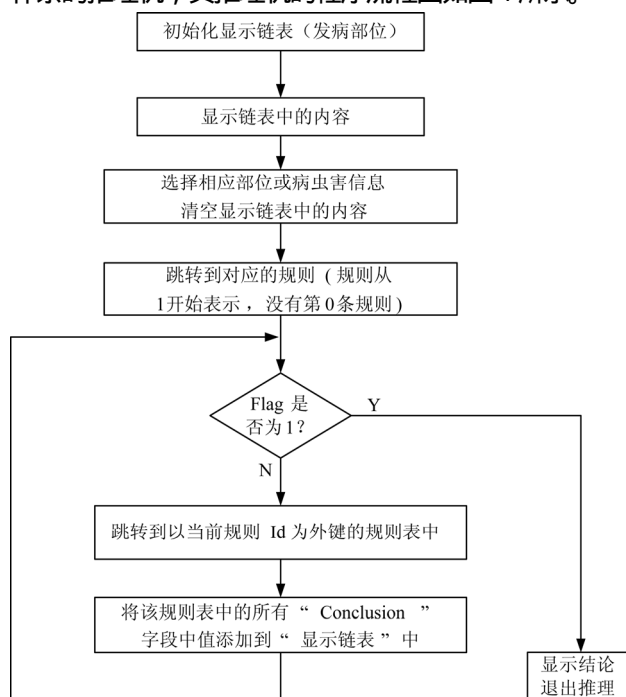 初始化显示链表（发病部位）
显示链表中的内容
选择相应部位或病虫害信息
清空显示链表中的内容
跳转到对应的规则 ( 规则从
1开始表示 ，没有第 0条规则 )
Flag 是
否为1?
Y
N
跳转到以当前规则 Id 为外键的规则表中
将该规则表中的所有 “ Conclusion ”
字段中值添加到“ 显示链表 ” 中
显示结论
退出推理